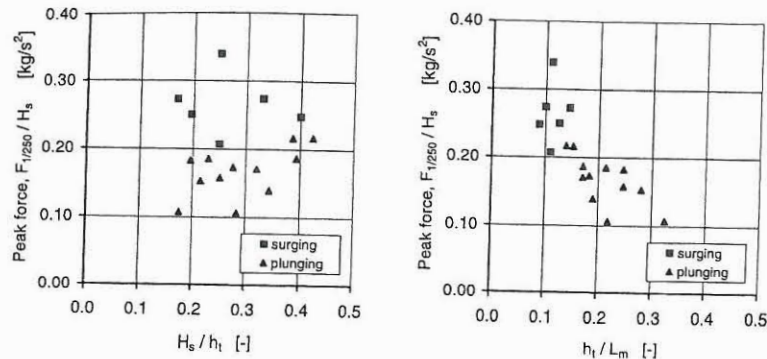 Peak force, F1/250 / Hs [kg/s²]
0.40
0.30
0.20
0.10
0.00
surging
plunging
0.0 0.1 0.2 0.3 0.4 0.5
Hs / ht [-]
Peak force, F1/250 / Hs [kg/s²]
0.40
0.30
0.20
0.10
0.00
surging
plunging
0.0 0.1 0.2 0.3 0.4 0.5
ht / Lm [-]